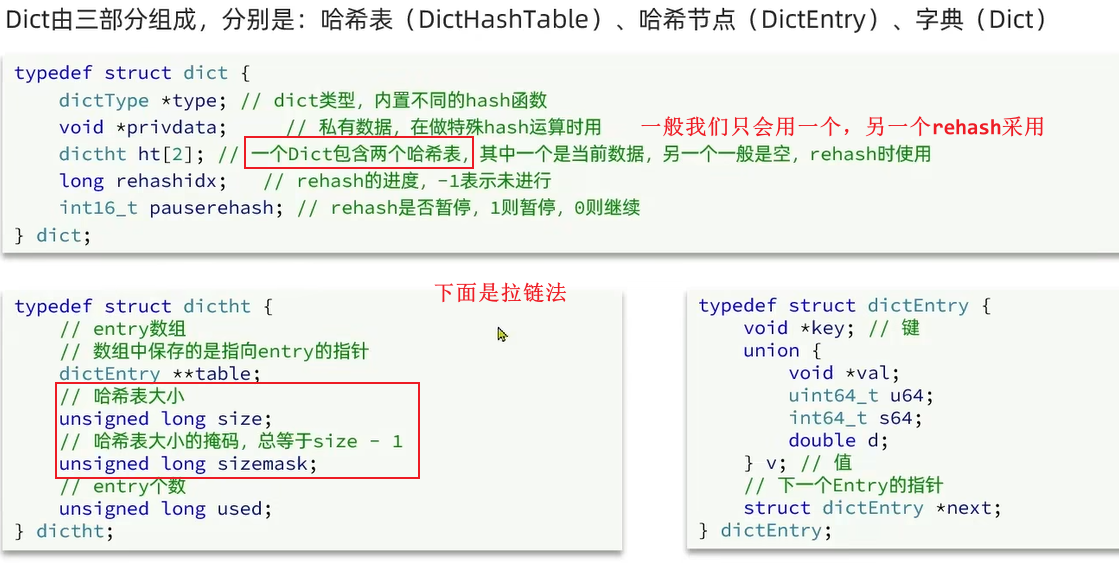 Dict由三部分组成，分别是：哈希表（DictHashTable）、哈希节点（DictEntry）、字典（Dict）
typedef struct dict {
dictType *type; // dict类型，内置不同的hash函数
void *privdata; // 私有数据，在做特殊hash运算时用 一般我们只会用一个，另一个rehash采用
dictht ht[2]; // 一个Dict包含两个哈希表，其中一个是当前数据，另一个一般是空，rehash时使用
long rehashidx; // rehash的进度，-1表示未进行
int16_t pauserehash; // rehash是否暂停，1则暂停，0则继续
} dict;
下面是拉链法
typedef struct dictht {
// entry数组
// 数组中保存的是指向entry的指针
dictEntry **table;
// 哈希表大小
unsigned long size;
// 哈希表大小的掩码，总等于size - 1
unsigned long sizemask;
// entry个数
unsigned long used;
} dictht;
typedef struct dictEntry {
void *key; // 键
union {
void *val;
uint64_t u64;
int64_t s64;
double d;
} v; // 值
// 下一个Entry的指针
struct dictEntry *next;
} dictEntry;